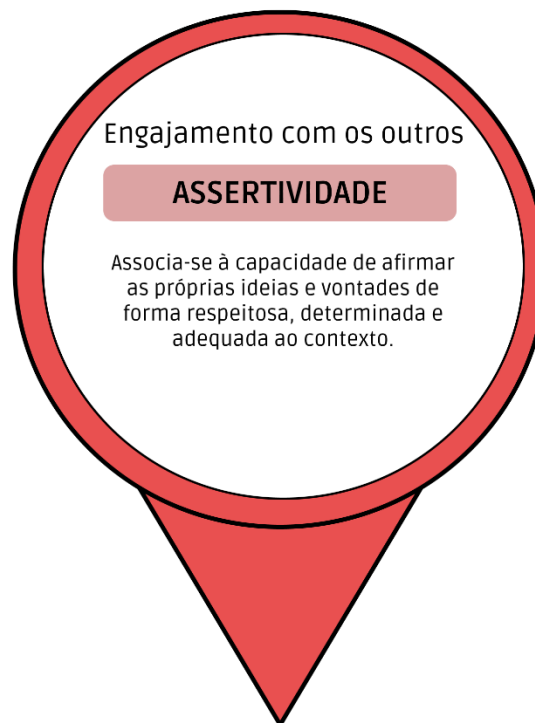 Engajamento com os outros
ASSERTIVIDADE
Associa-se à capacidade de afirmar
as próprias ideias e vontades de
forma respeitosa, determinada e
adequada ao contexto.